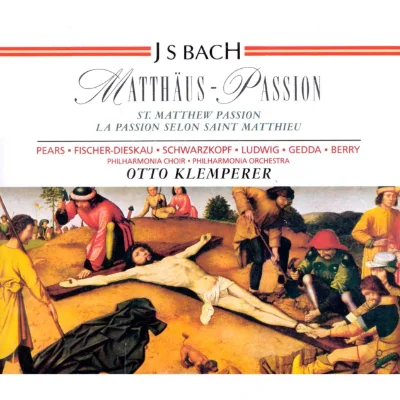 J S BACH
MATTHÄUS - PASSION
ST. MATTHEW PASSION
LA PASSION SELON SAINT MATTHIEU
PEARS • FISCHER-DIESKAU • SCHWARZKOPF • LUDWIG • GEDDA • BERRY
PHILHARMONIA CHOIR • PHILHARMONIA ORCHESTRA
OTTO KLEMPERER